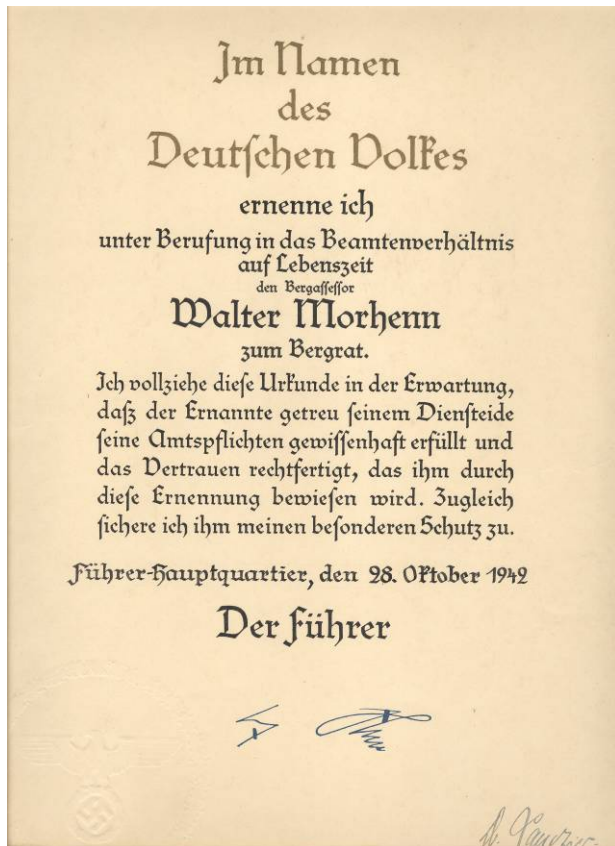 Im Namen
des
Deutſchen Volkes
ernenne ich
unter Berufung in das Beamtenverhältnis
auf Lebenszeit
den Bergaſſeſſor
Walter Morhenn
zum Bergrat.
Ich vollziehe dieſe Urkunde in der Erwartung,
daß der Ernannte getreu ſeinem Dienſteide
ſeine Amtspflichten gewiſſenhaft erfüllt und
das Vertrauen rechtfertigt, das ihm durch
dieſe Ernennung bewieſen wird. Zugleich
ſichere ich ihm meinen beſonderen Schutz zu.
Führer-Hauptquartier, den 28. Oktober 1942
Der Führer